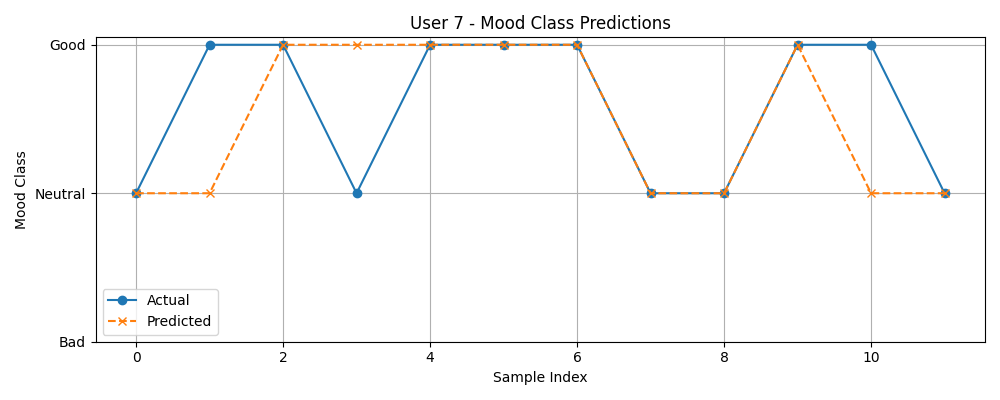 User 7 - Mood Class Predictions
Good
Neutral
Bad
Mood Class
Actual
Predicted
0 2 4 6 8 10
Sample Index